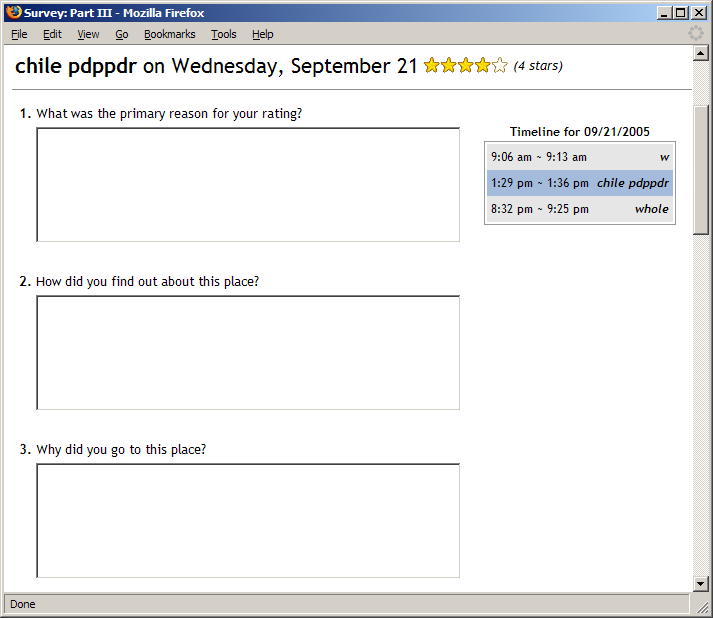 Survey: Part III - Mozilla Firefox
File Edit View Go Bookmarks Tools Help
chile pdppdr on Wednesday, September 21 (4 stars)
1. What was the primary reason for your rating?
Timeline for 09/21/2005
9:06 am ~ 9:13 am w
1:29 pm ~ 1:36 pm chile pdppdr
8:32 pm ~ 9:25 pm whole
2. How did you find out about this place?
3. Why did you go to this place?
Done